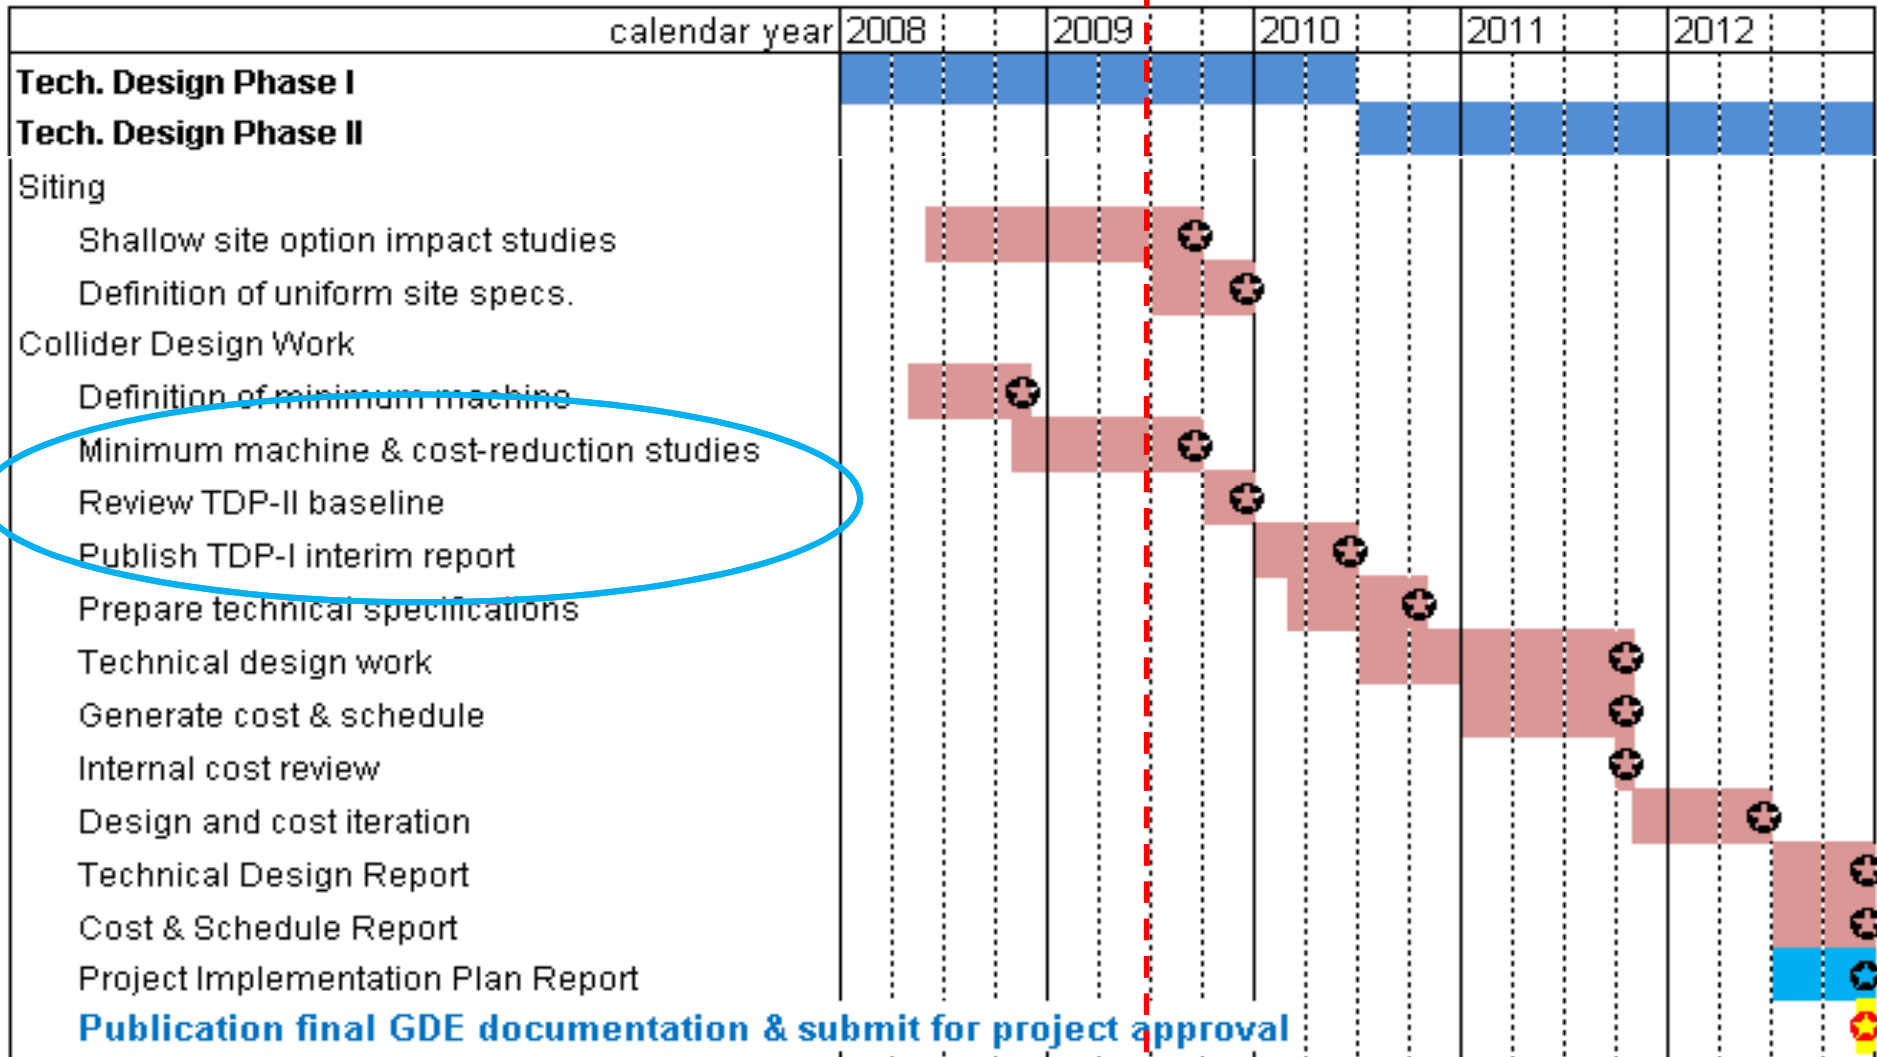 calendar year 2008 2009 2010 2011 2012
Tech. Design Phase I
Tech. Design Phase II
Siting
Shallow site option impact studies
Definition of uniform site specs.
Collider Design Work
Definition of minimum machine
Minimum machine & cost-reduction studies
Review TDP-II baseline
Publish TDP-I interim report
Prepare technical specifications
Technical design work
Generate cost & schedule
Internal cost review
Design and cost iteration
Technical Design Report
Cost & Schedule Report
Project Implementation Plan Report
Publication final GDE documentation & submit for project approval